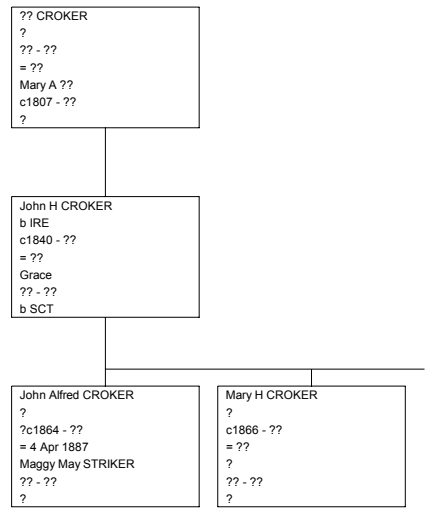 ?? CROKER
?
?? - ??
= ??
Mary A ??
c1807 - ??
?
John H CROKER
b IRE
c1840 - ??
= ??
Grace
?? - ??
b SCT
John Alfred CROKER
?
?c1864 - ??
= 4 Apr 1887
Maggy May STRIKER
?? - ??
?
Mary H CROKER
?
c1866 - ??
= ??
?
?? - ??
?